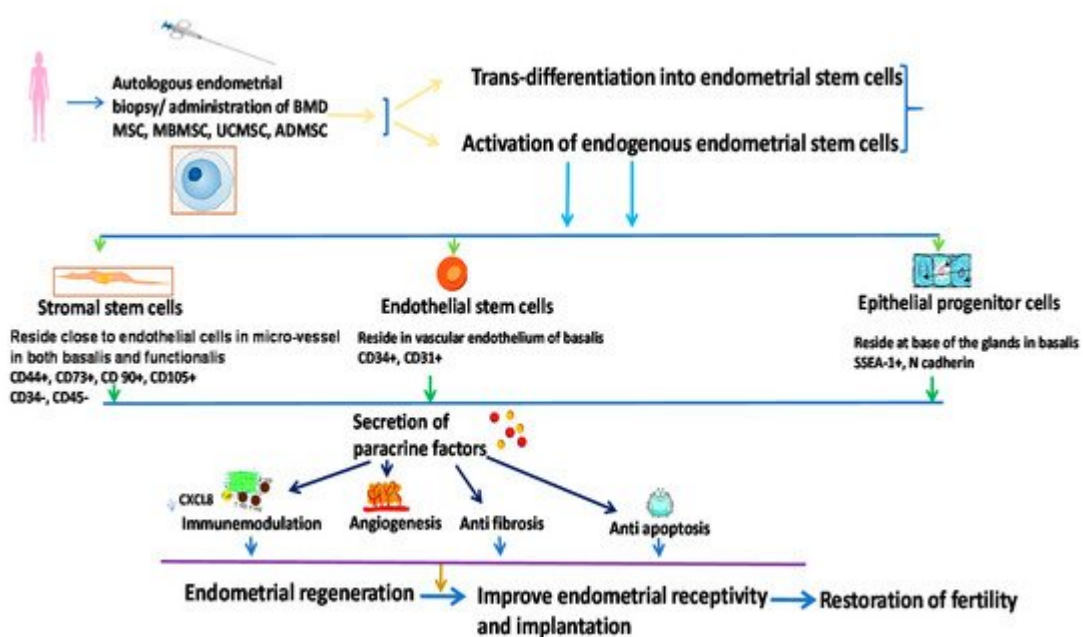 Autologous endometrial
biopsy/ administration of BMD
MSC, MBMSC, UCMSC, ADMSC
Trans-differentiation into endometrial stem cells
Activation of endogenous endometrial stem cells
Stromal stem cells
Reside close to endothelial cells in micro-vessel
in both basalis and functionalis
CD44+, CD73+, CD 90+, CD105+
CD34-, CD45-
Endothelial stem cells
Reside in vascular endothelium of basalis
CD34+, CD31+
Epithelial progenitor cells
Reside at base of the glands in basalis
SSEA-1+, N cadherin
Secretion of
paracrine factors
CXCL8
Immunemodulation
Angiogenesis
Anti fibrosis
Anti apoptosis
Endometrial regeneration
Improve endometrial receptivity
and implantation
Restoration of fertility